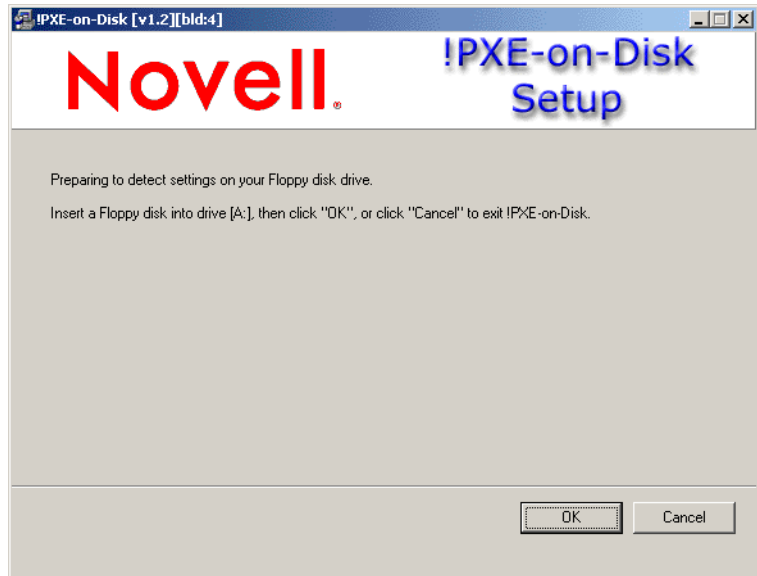 !PXE-on-Disk [v1.2][bld:4]
Novell®
!PXE-on-Disk
Setup
Preparing to detect settings on your Floppy disk drive.
Insert a Floppy disk into drive [A:], then click "OK", or click "Cancel" to exit !PXE-on-Disk.
OK
Cancel